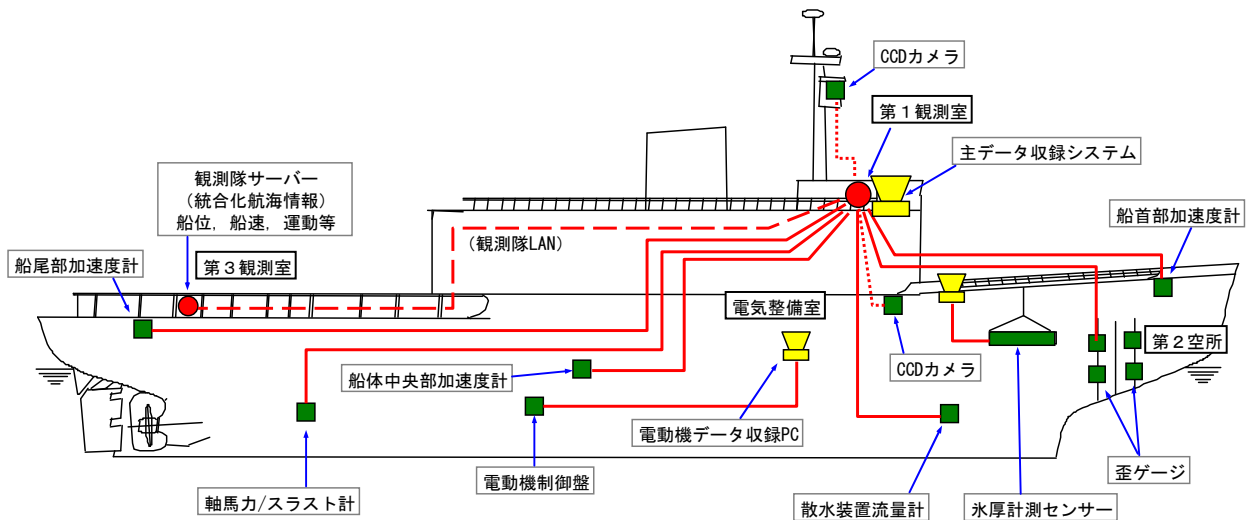 CCDカメラ
第１観測室
主データ収録システム
観測隊サーバー
（統合化航海情報）
船位，船速，運動等
船首部加速度計
（観測隊LAN）
船尾部加速度計
第３観測室
電気整備室
第２空所
船体中央部加速度計
CCDカメラ
電動機データ収録PC
歪ゲージ
電動機制御盤
軸馬力/スラスト計
散水装置流量計
氷厚計測センサー